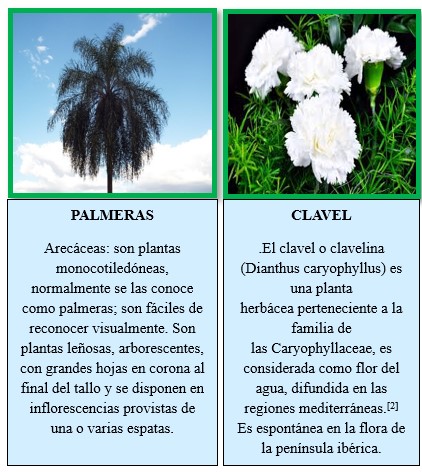 PALMERAS
Arecáceas: son plantas
monocotiledóneas,
normalmente se las conoce
como palmeras; son fáciles de
reconocer visualmente. Son
plantas leñosas, arborescentes,
con grandes hojas en corona al
final del tallo y se disponen en
inflorescencias provistas de
una o varias espatas.
CLAVEL
.El clavel o clavelina
(Dianthus caryophyllus) es
una planta
herbácea perteneciente a la
familia de
las Caryophyllaceae, es
considerada como flor del
agua, difundida en las
regiones mediterráneas.[2]
Es espontánea en la flora de
la península ibérica.